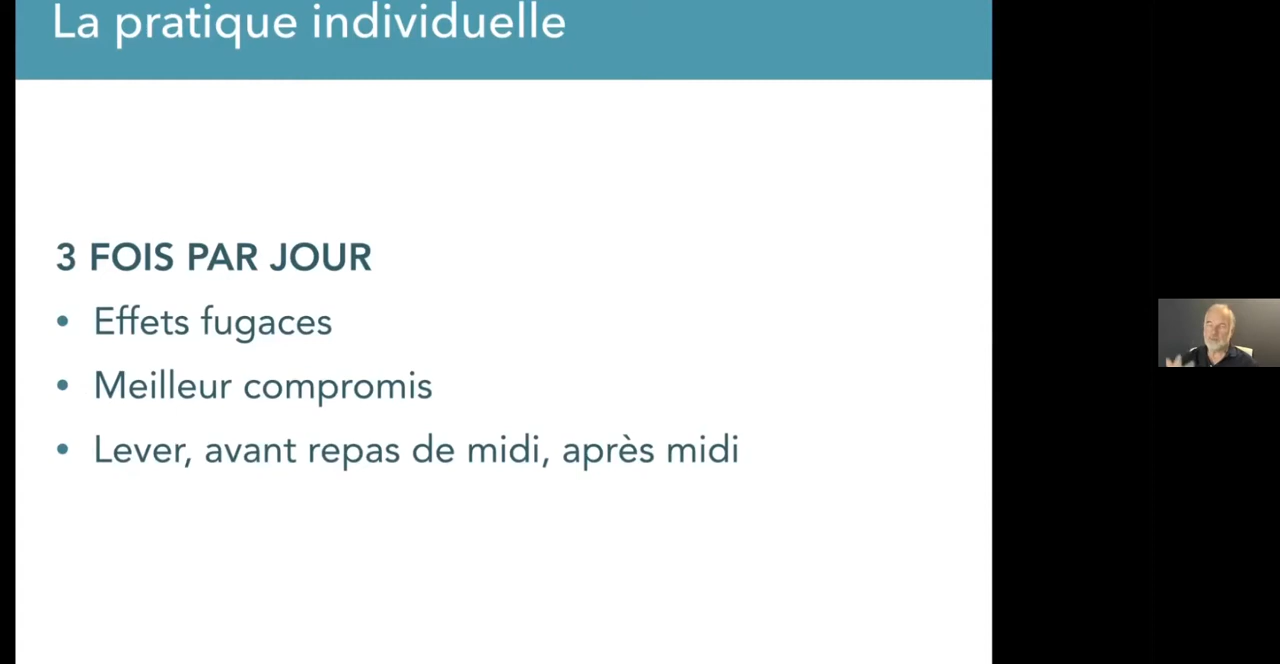 La pratique individuelle
3 FOIS PAR JOUR
• Effets fugaces
• Meilleur compromis
• Lever, avant repas de midi, après midi